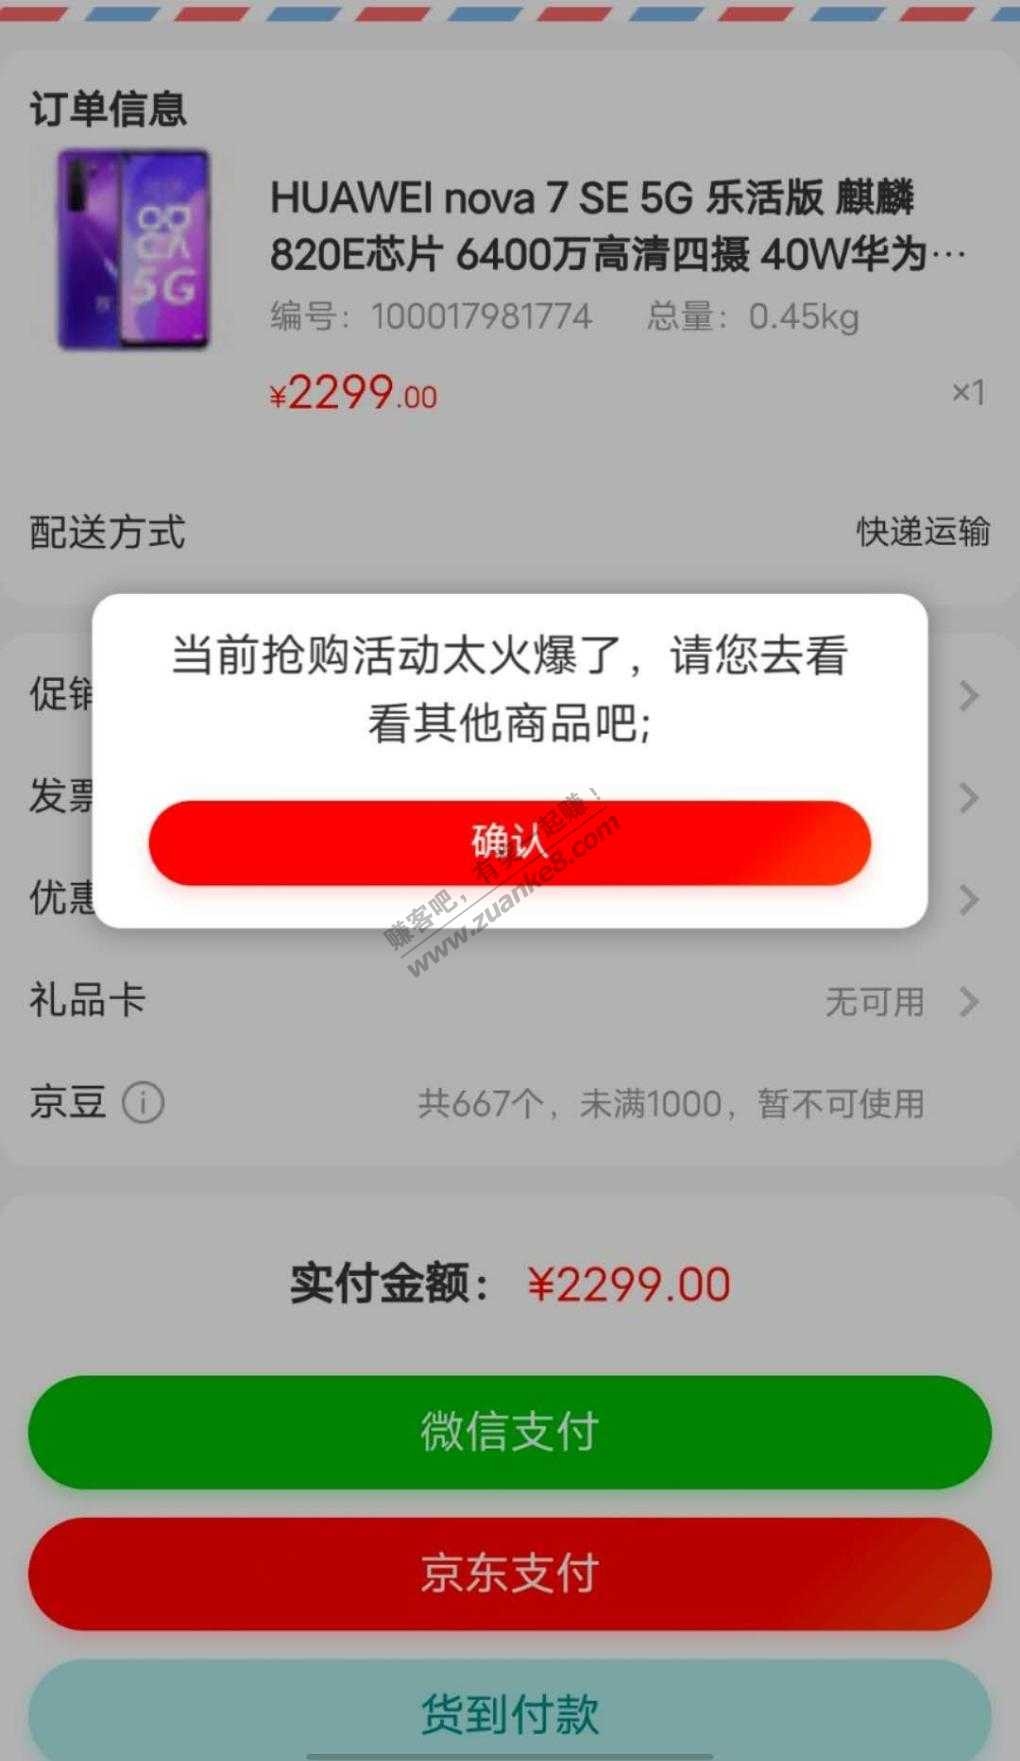 订单信息
HUAWEI nova 7 SE 5G 乐活版 麒麟
820E芯片 6400万高清四摄 40W华为…
编号：100017981774 总量：0.45kg
¥2299.00 ×1
配送方式 快递运输
当前抢购活动太火爆了，请您去看
看其他商品吧;
促销
发票
确认
优惠
赚客吧，有奖一起赚！
www.zuanke8.com
礼品卡 无可用
京豆 共667个，未满1000，暂不可使用
实付金额：¥2299.00
微信支付
京东支付
货到付款